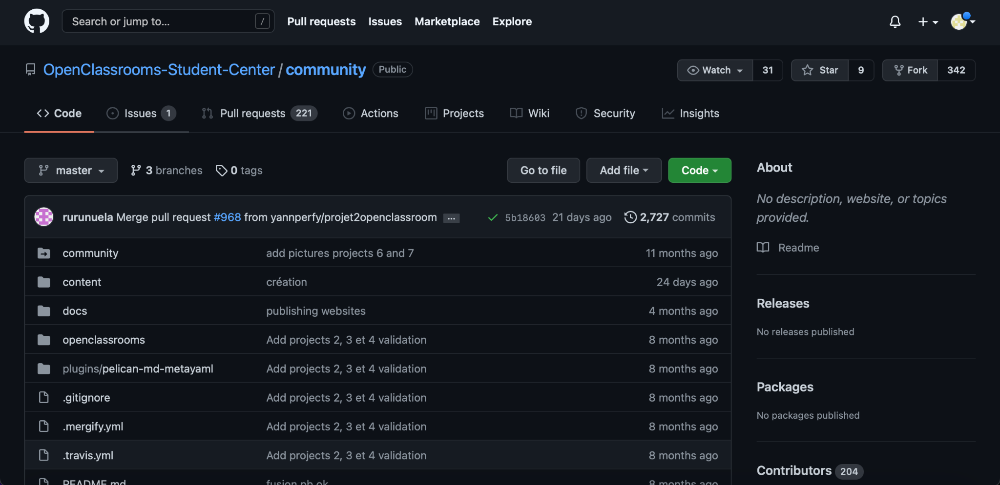 Search or jump to... / Pull requests Issues Marketplace Explore
OpenClassrooms-Student-Center / community Public Watch 31 Star 9 Fork 342
Code Issues 1 Pull requests 221 Actions Projects Wiki Security Insights
master 3 branches 0 tags Go to file Add file Code
rurunuela Merge pull request #968 from yannperfy/projet2openclassroom ... 5b18603 21 days ago 2,727 commits
community add pictures projects 6 and 7 11 months ago
content création 24 days ago
docs publishing websites 4 months ago
openclassrooms Add projects 2, 3 et 4 validation 8 months ago
plugins/pelican-md-metayaml Add projects 2, 3 et 4 validation 8 months ago
.gitignore Add projects 2, 3 et 4 validation 8 months ago
.mergify.yml Add projects 2, 3 et 4 validation 8 months ago
.travis.yml Add projects 2, 3 et 4 validation 8 months ago
README.md fusion pb ok 8 months ago
About
No description, website, or topics
provided.
Readme
Releases
No releases published
Packages
No packages published
Contributors 204